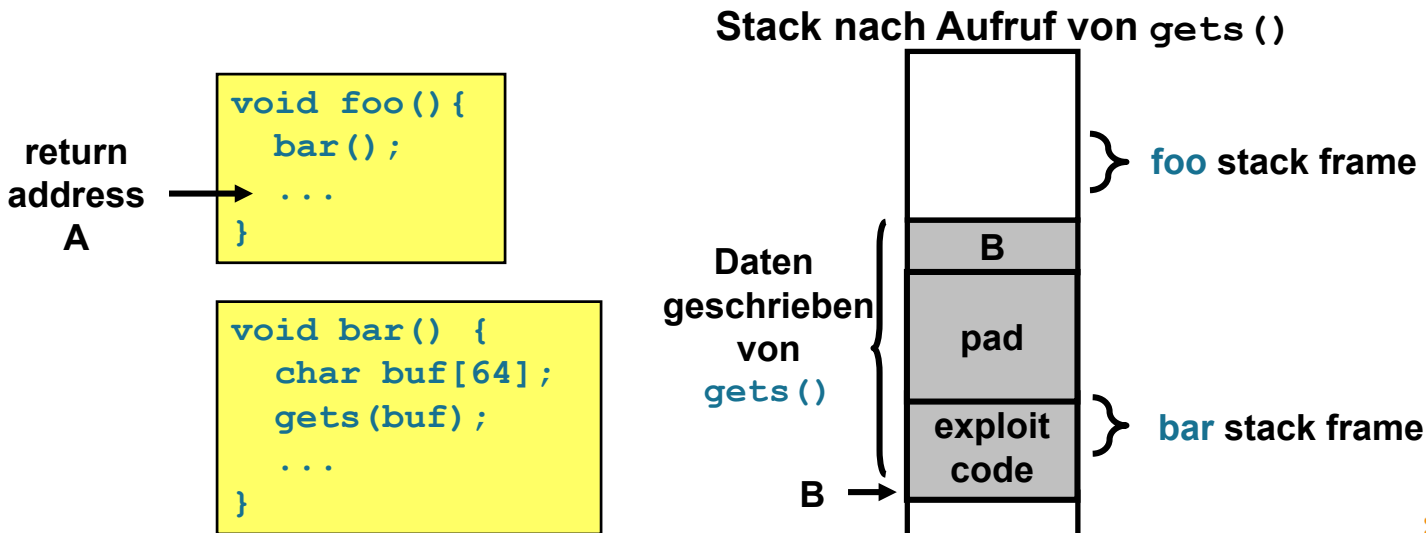 Stack nach Aufruf von gets()
return
address
A
void foo(){
bar();
...
}
void bar() {
char buf[64];
gets(buf);
...
}
Daten
geschrieben
von
gets()
B
pad
exploit
code
B
foo stack frame
bar stack frame